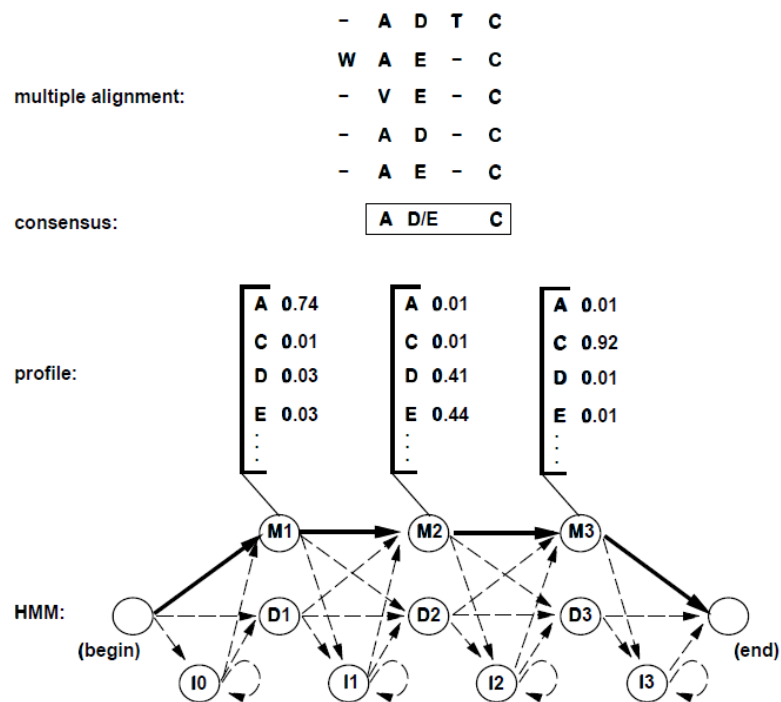 - A D T C
W A E - C
multiple alignment: - V E - C
- A D - C
- A E - C
consensus: A D/E C
A 0.74 A 0.01 A 0.01
C 0.01 C 0.01 C 0.92
profile: D 0.03 D 0.41 D 0.01
E 0.03 E 0.44 E 0.01
M1 M2 M3
HMM: D1 D2 D3
(begin) (end)
I0 I1 I2 I3